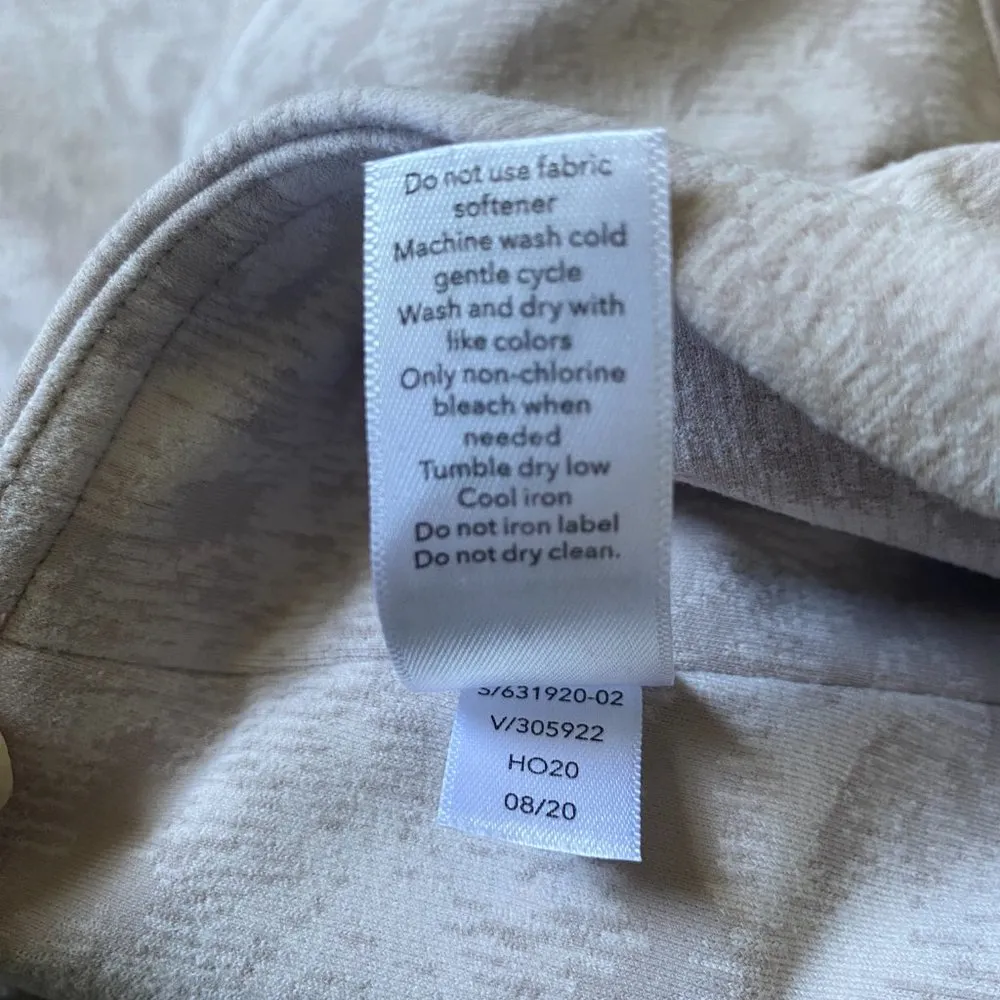 Do not use fabric
softener
Machine wash cold
gentle cycle
Wash and dry with
like colors
Only non-chlorine
bleach when
needed
Tumble dry low
Cool iron
Do not iron label
Do not dry clean.
S/631920-02
V/305922
HO20
08/20